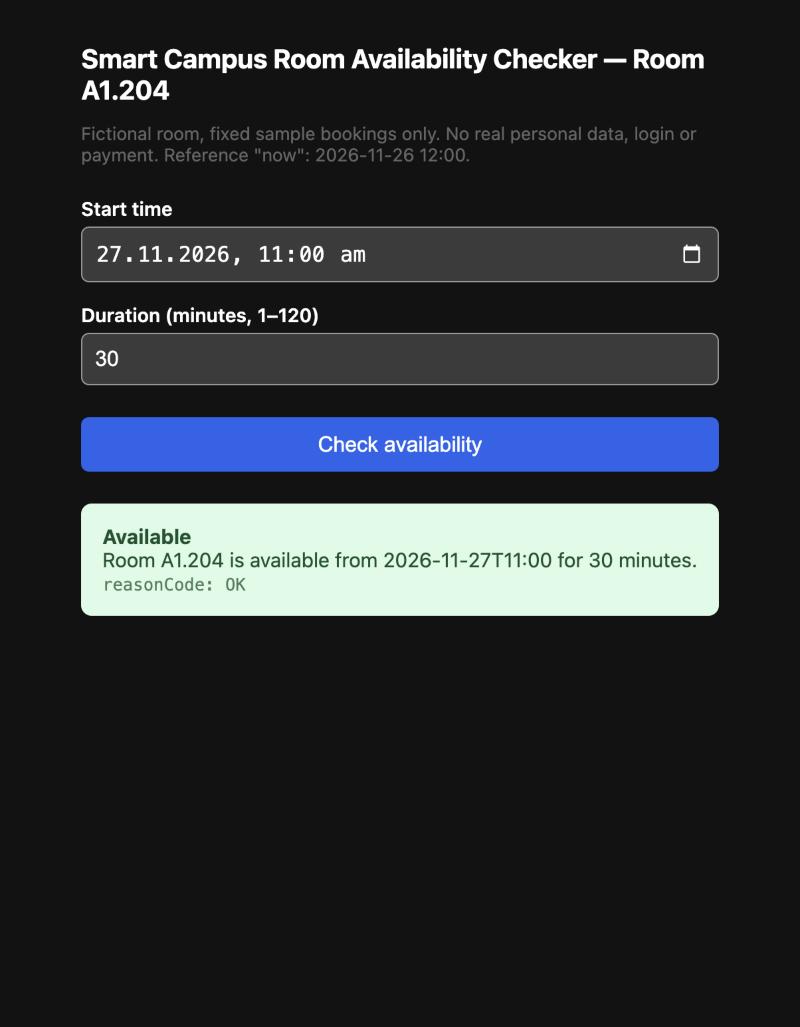 Smart Campus Room Availability Checker — Room
A1.204
Fictional room, fixed sample bookings only. No real personal data, login or
payment. Reference "now": 2026-11-26 12:00.
Start time
27.11.2026, 11:00 am
Duration (minutes, 1–120)
30
Check availability
Available
Room A1.204 is available from 2026-11-27T11:00 for 30 minutes.
reasonCode: OK